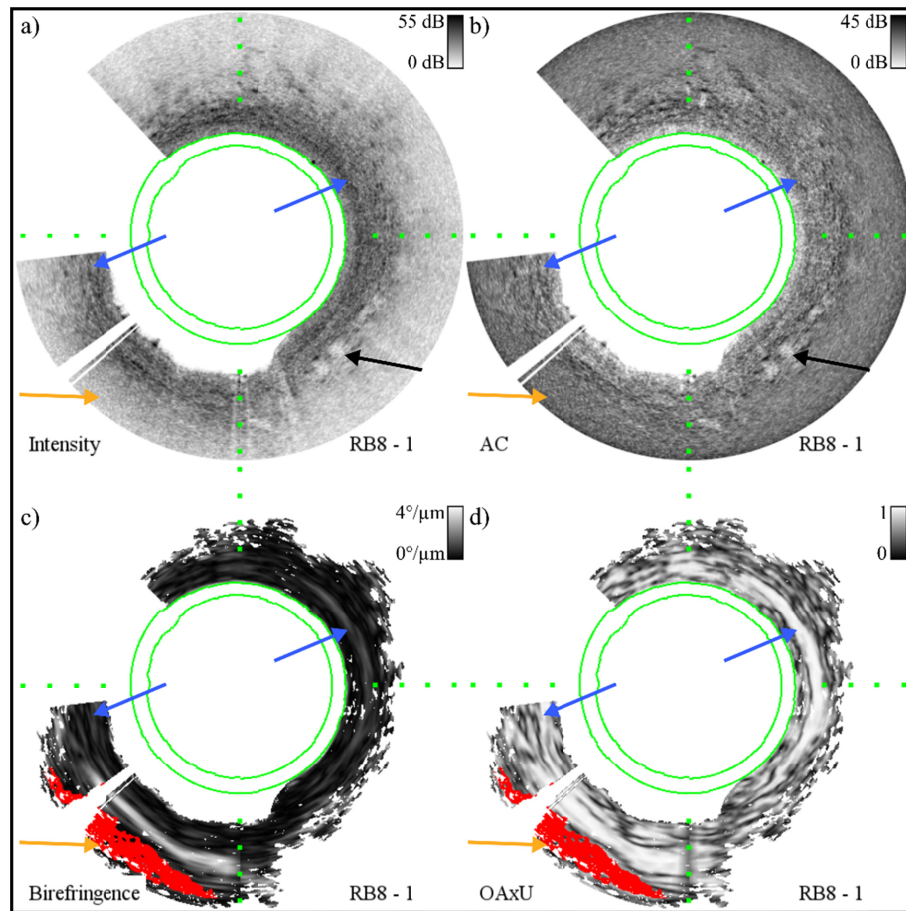 a)
55 dB
0 dB
Intensity
RB8 - 1
b)
45 dB
0 dB
AC
RB8 - 1
c)
4°/µm
0°/µm
Birefringence
RB8 - 1
d)
1
0
OAxU
RB8 - 1